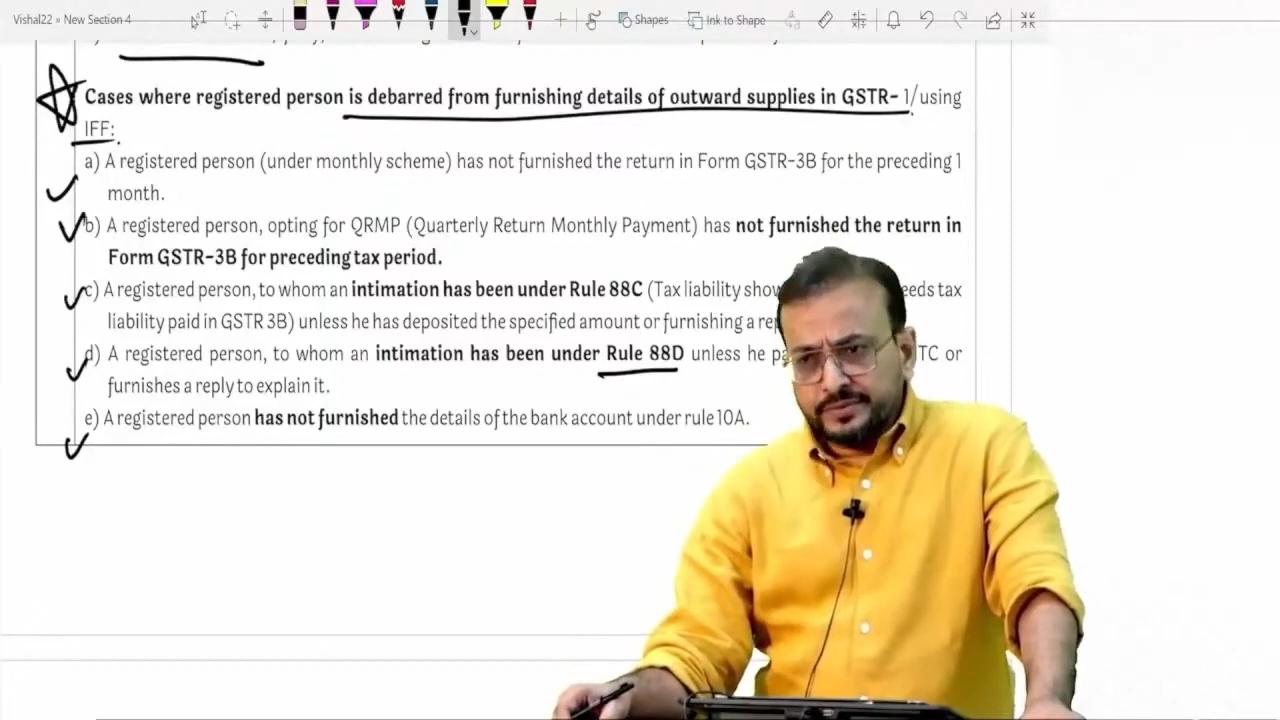 Vishal22 » New Section 4
Shapes
Ink to Shape
Cases where registered person is debarred from furnishing details of outward supplies in GSTR- 1/using
IFF:
a) A registered person (under monthly scheme) has not furnished the return in Form GSTR-3B for the preceding 1
month.
b) A registered person, opting for QRMP (Quarterly Return Monthly Payment) has not furnished the return in
Form GSTR-3B for preceding tax period.
c) A registered person, to whom an intimation has been under Rule 88C (Tax liability
liability paid in GSTR 3B) unless he has deposited the specified amount or furnishing a
d) A registered person, to whom an intimation has been under Rule 88D unless he or
furnishes a reply to explain it.
e) A registered person has not furnished the details of the bank account under rule 10A.